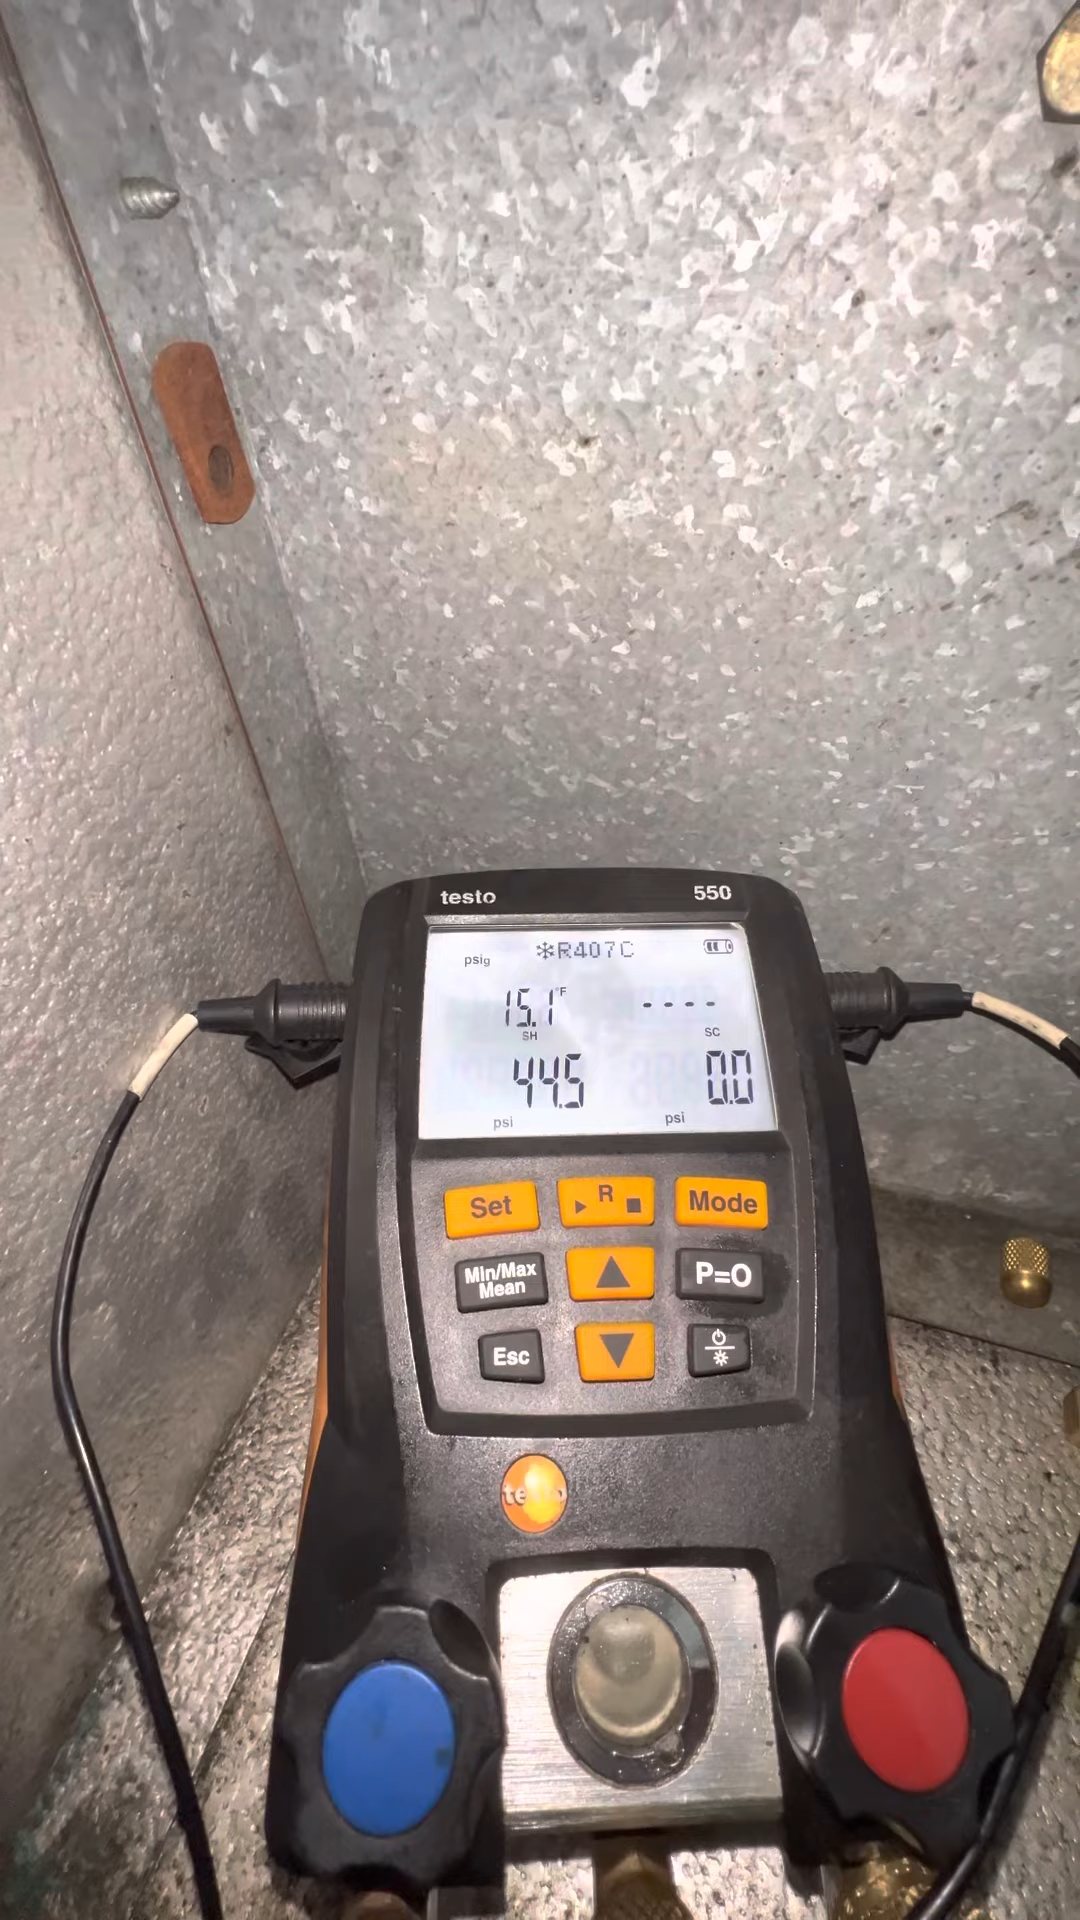 testo 550
psig *R407C
15.1 °F ----
SH SC
44.5 0.0
psi psi
Set R Mode
Min/Max
Mean
P=O
Esc
testo